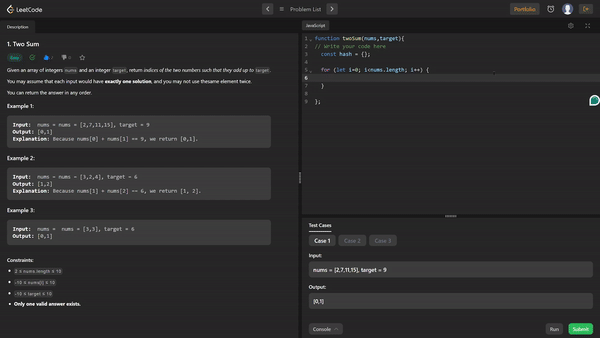 LeetCode
Problem List
Portfolio
Description
1. Two Sum
Easy
Given an array of integers nums and an integer target, return indices of the two numbers such that they add up to target.
You may assume that each input would have exactly one solution, and you may not use thesame element twice.
You can return the answer in any order.
Example 1:
Input: nums = nums = [2,7,11,15], target = 9
Output: [0,1]
Explanation: Because nums[0] + nums[1] == 9, we return [0,1].
Example 2:
Input: nums = nums = [3,2,4], target = 6
Output: [1,2]
Explanation: Because nums[1] + nums[2] == 6, we return [1, 2].
Example 3:
Input: nums = nums = [3,3], target = 6
Output: [0,1]
Constraints:
2 ≤ nums.length ≤ 10
-10 ≤ nums[i] ≤ 10
-10 ≤ target ≤ 10
Only one valid answer exists.
JavaScript
1 function twoSum(nums,target){
2 // Write your code here
3 const hash = {};
4
5 for (let i=0; i<nums.length; i++) {
6
7 }
8
9 };
Test Cases
Case 1 Case 2 Case 3
Input:
nums = [2,7,11,15], target = 9
Output:
[0,1]
Console
Run
Submit